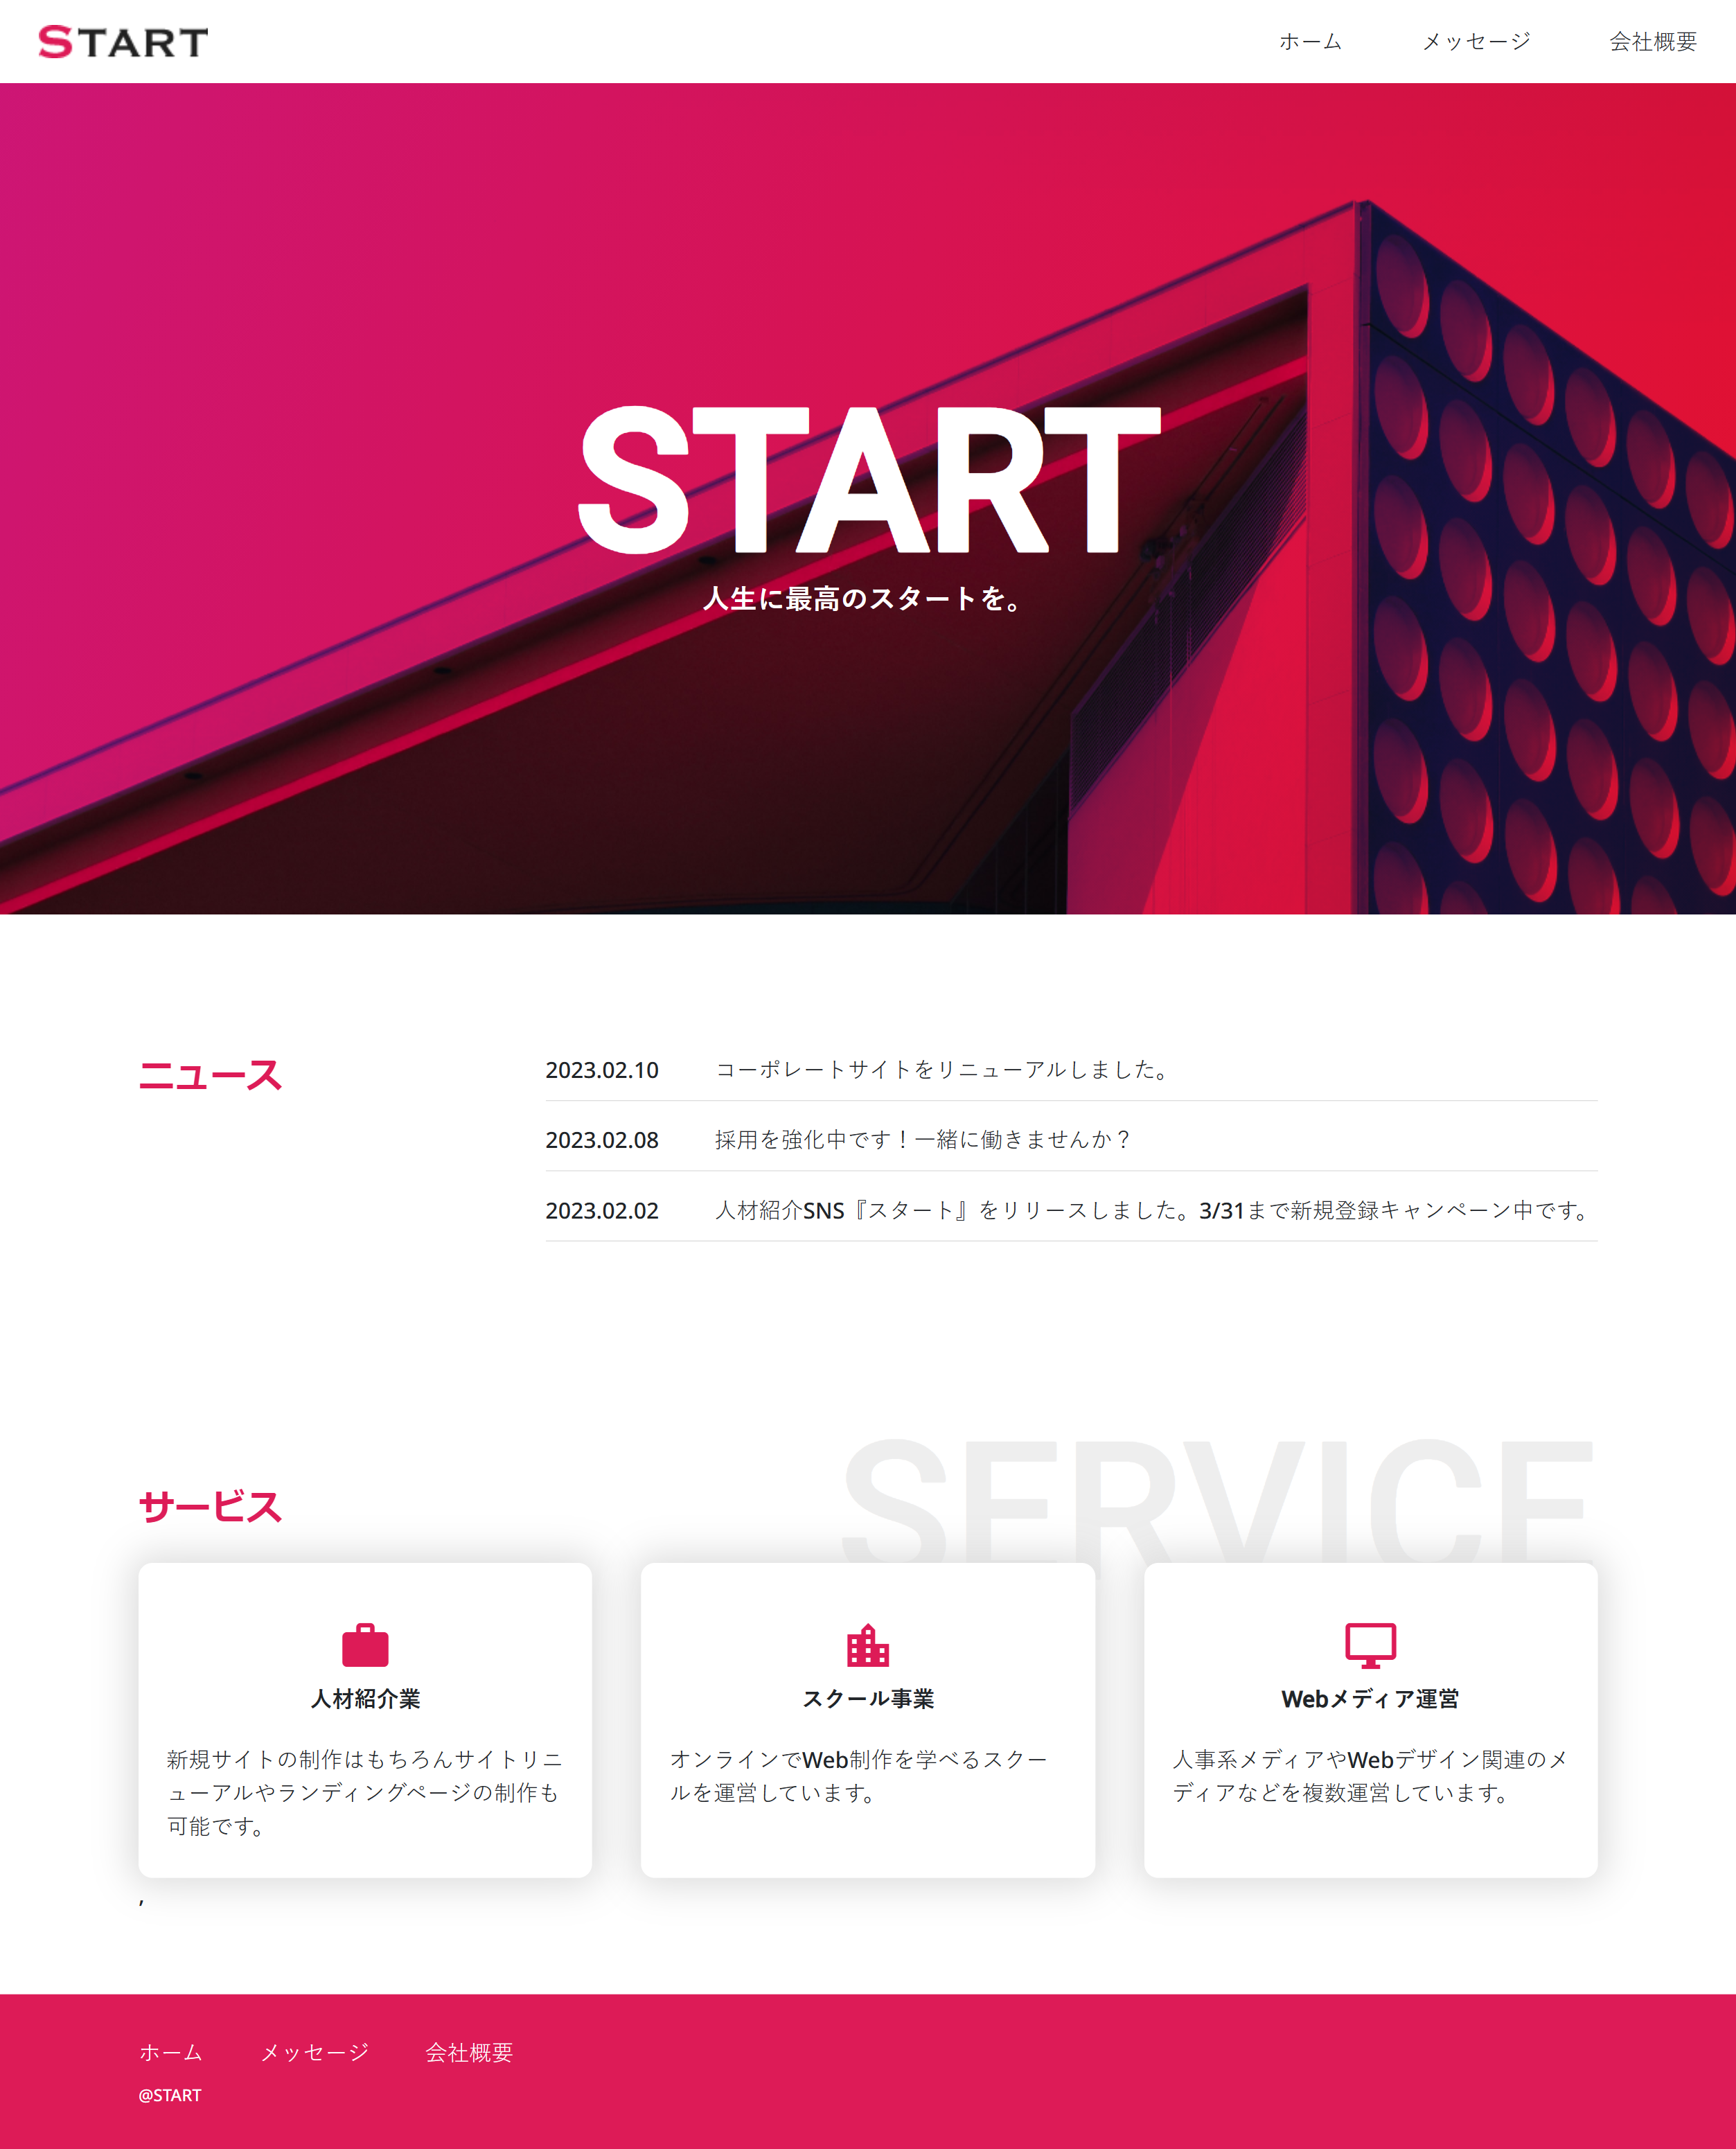 START
ホーム メッセージ 会社概要
START
人生に最高のスタートを。
ニュース
2023.02.10 コーポレートサイトをリニューアルしました。
2023.02.08 採用を強化中です！一緒に働きませんか？
2023.02.02 人材紹介SNS『スタート』をリリースしました。3/31まで新規登録キャンペーン中です。
SERVICE
サービス
人材紹介業
新規サイトの制作はもちろんサイトリニ
ューアルやランディングページの制作も
可能です。
スクール事業
オンラインでWeb制作を学べるスクー
ルを運営しています。
Webメディア運営
人事系メディアやWebデザイン関連のメ
ディアなどを複数運営しています。
,
ホーム メッセージ 会社概要
@START